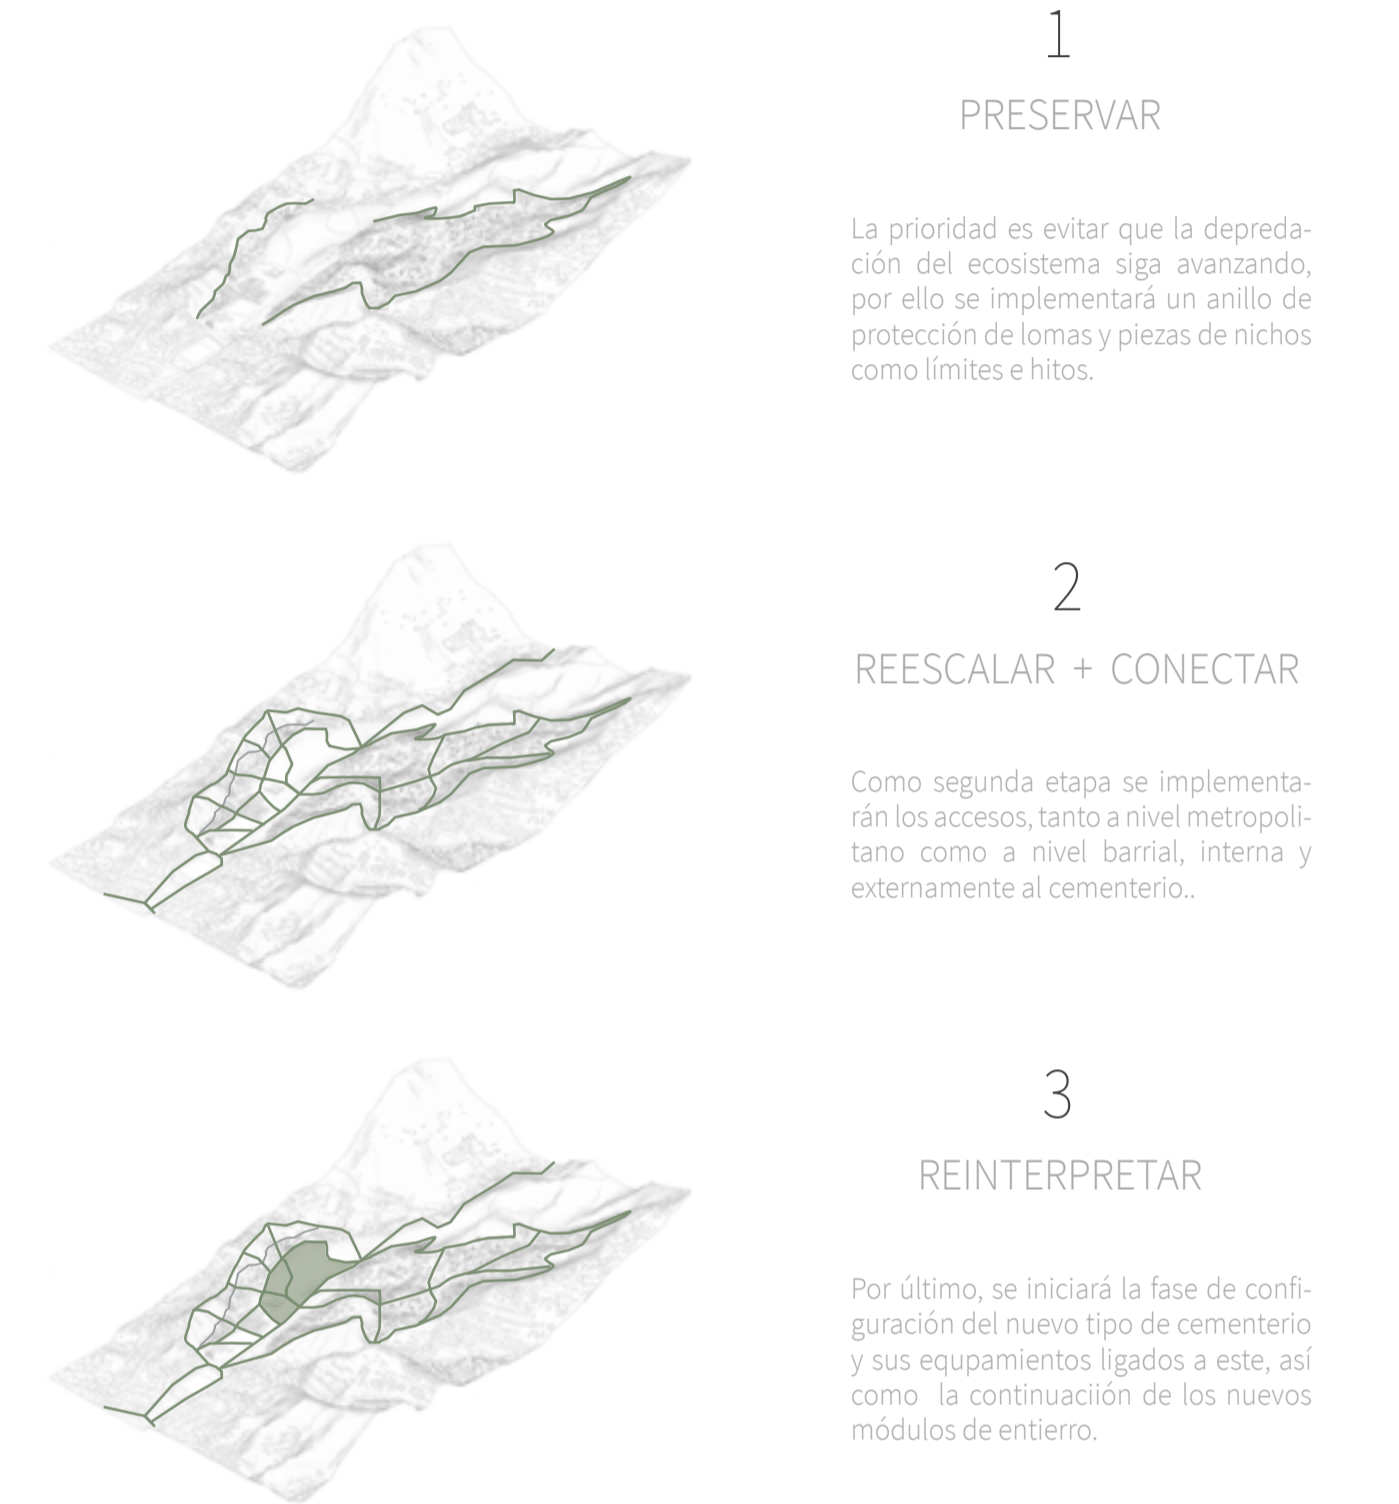 1
PRESERVAR
La prioridad es evitar que la depreda-
ción del ecosistema siga avanzando,
por ello se implementará un anillo de
protección de lomas y piezas de nichos
como límites e hitos.
2
REESCALAR + CONECTAR
Como segunda etapa se implementa-
rán los accesos, tanto a nivel metropoli-
tano como a nivel barrial, interna y
externamente al cementerio..
3
REINTERPRETAR
Por último, se iniciará la fase de confi-
guración del nuevo tipo de cementerio
y sus equpamientos ligados a este, así
como la continuaciión de los nuevos
módulos de entierro.